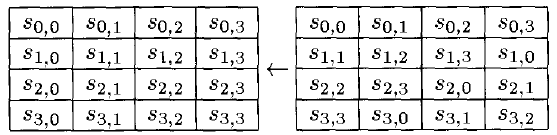 s0,0 s0,1 s0,2 s0,3 s0,0 s0,1 s0,2 s0,3
s1,0 s1,1 s1,2 s1,3 s1,1 s1,2 s1,3 s1,0
←
s2,0 s2,1 s2,2 s2,3 s2,2 s2,3 s2,0 s2,1
s3,0 s3,1 s3,2 s3,3 s3,3 s3,0 s3,1 s3,2